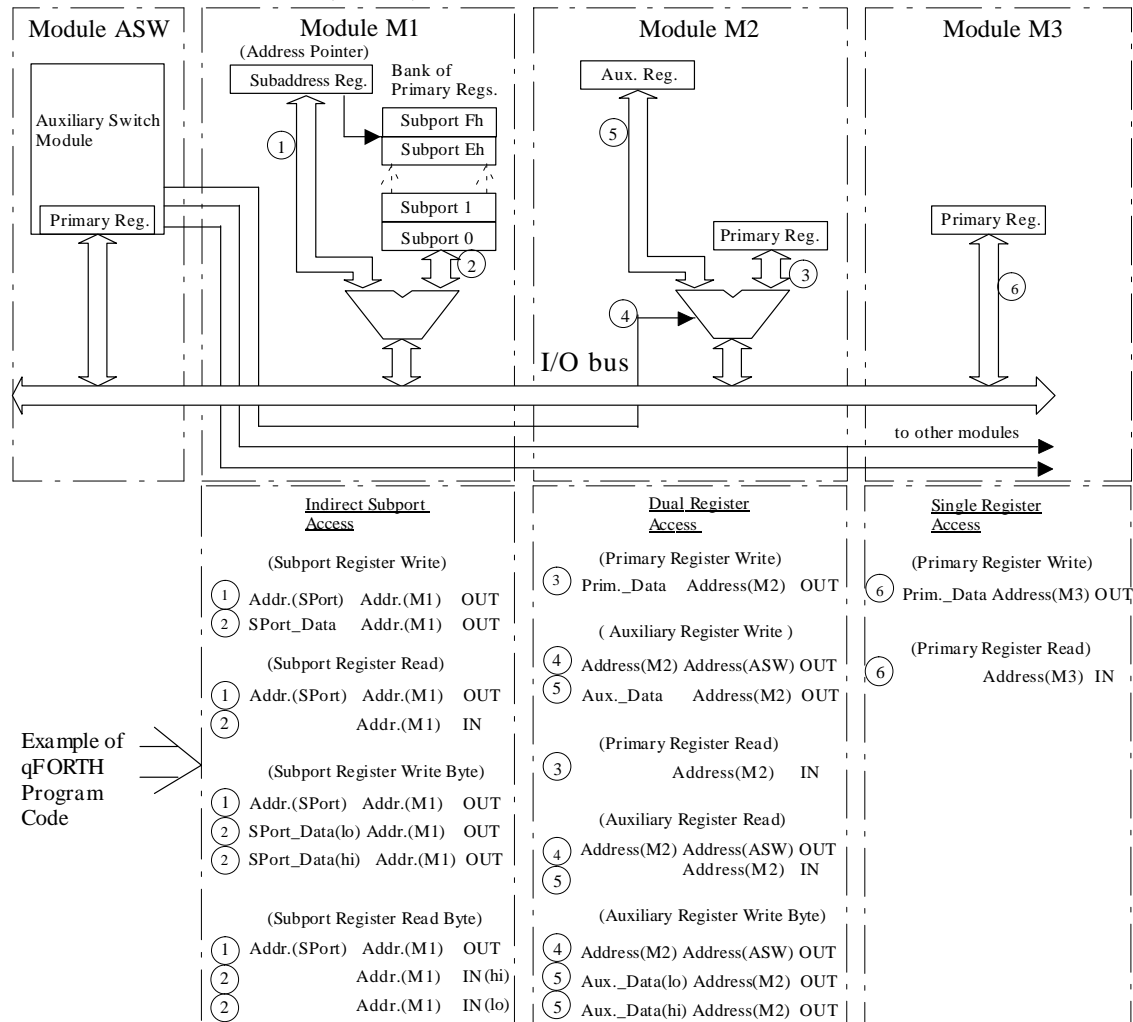 Module ASW
Auxiliary Switch
Module
Primary Reg.
Module M1
(Address Pointer)
Subaddress Reg.
Bank of
Primary Regs.
Support Fh
Support Eh
Support 1
Support 0
1
2
Module M2
Aux. Reg.
5
Primary Reg.
3
4
Module M3
Primary Reg.
6
I/O bus
to other modules
Example of
qFORTH
Program
Code
Indirect Subport
Access
(Support Register Write)
1 Addr.(SPort) Addr.(M1) OUT
2 SPort_Data Addr.(M1) OUT
(Support Register Read)
1 Addr.(SPort) Addr.(M1) OUT
2 Addr.(M1) IN
(Support Register Write Byte)
1 Addr.(SPort) Addr.(M1) OUT
2 SPort_Data(lo) Addr.(M1) OUT
2 SPort_Data(hi) Addr.(M1) OUT
(Support Register Read Byte)
1 Addr.(SPort) Addr.(M1) OUT
2 Addr.(M1) IN(hi)
2 Addr.(M1) IN(lo)
Dual Register
Access
(Primary Register Write)
3 Prim._Data Address(M2) OUT
( Auxiliary Register Write )
4 Address(M2) Address(ASW) OUT
5 Aux._Data Address(M2) OUT
(Primary Register Read)
3 Address(M2) IN
(Auxiliary Register Read)
4 Address(M2) Address(ASW) OUT
5 Address(M2) IN
(Auxiliary Register Write Byte)
4 Address(M2) Address(ASW) OUT
5 Aux._Data(lo) Address(M2) OUT
5 Aux._Data(hi) Address(M2) OUT
Single Register
Access
(Primary Register Write)
6 Prim._Data Address(M3) OUT
(Primary Register Read)
6 Address(M3) IN